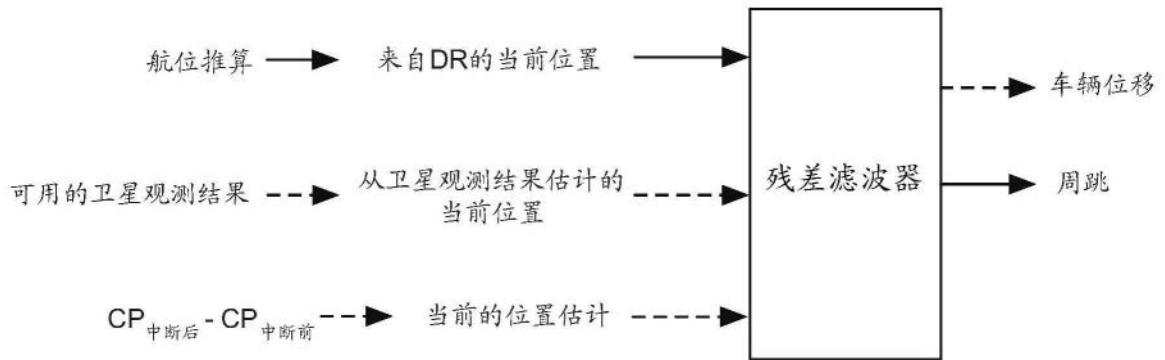 航位推算
来自DR的当前位置
车辆位移
可用的卫星观测结果
从卫星观测结果估计的
当前位置
残差滤波器
周跳
CP中断后 - CP中断前
当前的位置估计